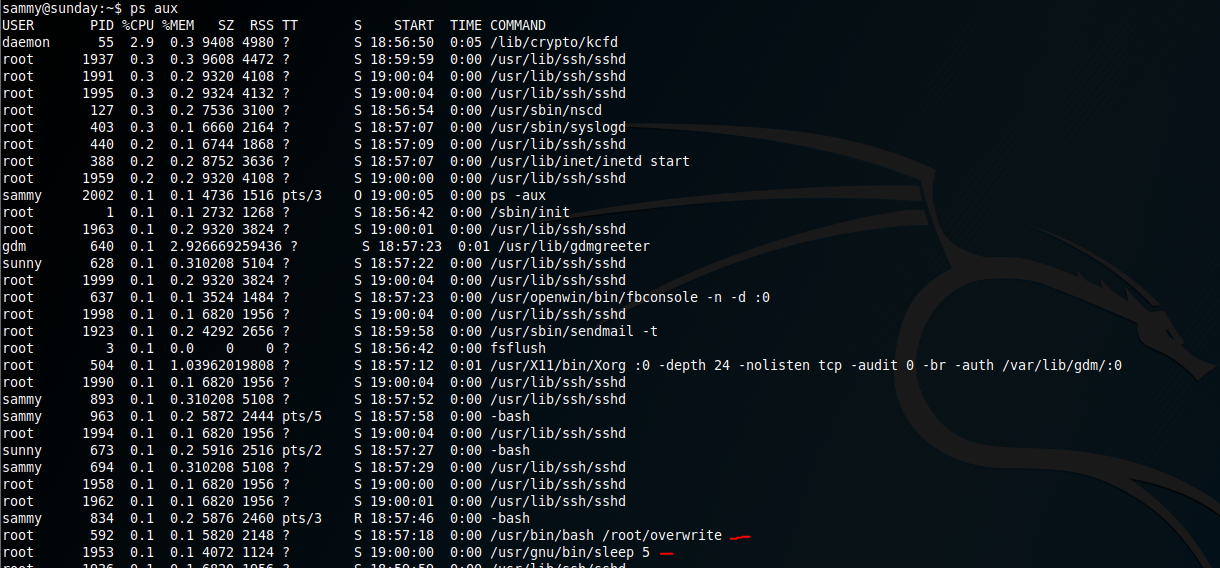 sammy@sunday:~$ ps aux
USER       PID %CPU %MEM   SZ  RSS TT       S    START  TIME COMMAND
daemon      55  2.9  0.3 9408 4980 ?        S 18:56:50  0:05 /lib/crypto/kcfd
root      1937  0.3  0.3 9608 4472 ?        S 18:59:59  0:00 /usr/lib/ssh/sshd
root      1991  0.3  0.2 9320 4108 ?        S 19:00:04  0:00 /usr/lib/ssh/sshd
root      1995  0.3  0.2 9324 4132 ?        S 19:00:04  0:00 /usr/lib/ssh/sshd
root       127  0.3  0.2 7536 3100 ?        S 18:56:54  0:00 /usr/sbin/nscd
root       403  0.3  0.1 6660 2164 ?        S 18:57:07  0:00 /usr/sbin/syslogd
root       440  0.2  0.1 6744 1868 ?        S 18:57:09  0:00 /usr/lib/ssh/sshd
root       388  0.2  0.2 8752 3636 ?        S 18:57:07  0:00 /usr/lib/inet/inetd start
root      1959  0.2  0.2 9320 4108 ?        S 19:00:00  0:00 /usr/lib/ssh/sshd
sammy     2002  0.1  0.1 4736 1516 pts/3    O 19:00:05  0:00 ps -aux
root         1  0.1  0.1 2732 1268 ?        S 18:56:42  0:00 /sbin/init
root      1963  0.1  0.2 9320 3824 ?        S 19:00:01  0:00 /usr/lib/ssh/sshd
gdm        640  0.1  2.926669259436 ?        S 18:57:23  0:01 /usr/lib/gdmgreeter
sunny      628  0.1  0.310208 5104 ?        S 18:57:22  0:00 /usr/lib/ssh/sshd
root      1999  0.1  0.2 9320 3824 ?        S 19:00:04  0:00 /usr/lib/ssh/sshd
root       637  0.1  0.1 3524 1484 ?        S 18:57:23  0:00 /usr/openwin/bin/fbconsole -n -d :0
root      1998  0.1  0.1 6820 1956 ?        S 19:00:04  0:00 /usr/lib/ssh/sshd
root      1923  0.1  0.2 4292 2656 ?        S 18:59:58  0:00 /usr/sbin/sendmail -t
root         3  0.1  0.0    0    0 ?        S 18:56:42  0:00 fsflush
root       504  0.1  1.03962019808 ?        S 18:57:12  0:01 /usr/X11/bin/Xorg :0 -depth 24 -nolisten tcp -audit 0 -br -auth /var/lib/gdm/:0
root      1990  0.1  0.1 6820 1956 ?        S 19:00:04  0:00 /usr/lib/ssh/sshd
sammy      893  0.1  0.310208 5108 ?        S 18:57:52  0:00 /usr/lib/ssh/sshd
sammy      963  0.1  0.2 5872 2444 pts/5    S 18:57:58  0:00 -bash
root      1994  0.1  0.1 6820 1956 ?        S 19:00:04  0:00 /usr/lib/ssh/sshd
sunny      673  0.1  0.2 5916 2516 pts/2    S 18:57:27  0:00 -bash
sammy      694  0.1  0.310208 5108 ?        S 18:57:29  0:00 /usr/lib/ssh/sshd
root      1958  0.1  0.1 6820 1956 ?        S 19:00:00  0:00 /usr/lib/ssh/sshd
root      1962  0.1  0.1 6820 1956 ?        S 19:00:01  0:00 /usr/lib/ssh/sshd
sammy      834  0.1  0.2 5876 2460 pts/3    R 18:57:46  0:00 -bash
root       592  0.1  0.1 5820 2148 ?        S 18:57:18  0:00 /usr/bin/bash /root/overwrite
root      1953  0.1  0.1 4072 1124 ?        S 19:00:00  0:00 /usr/gnu/bin/sleep 5
root      1936  0.1  0.1 6820 1956 ?        S 18:59:59  0:00 /usr/lib/ssh/sshd